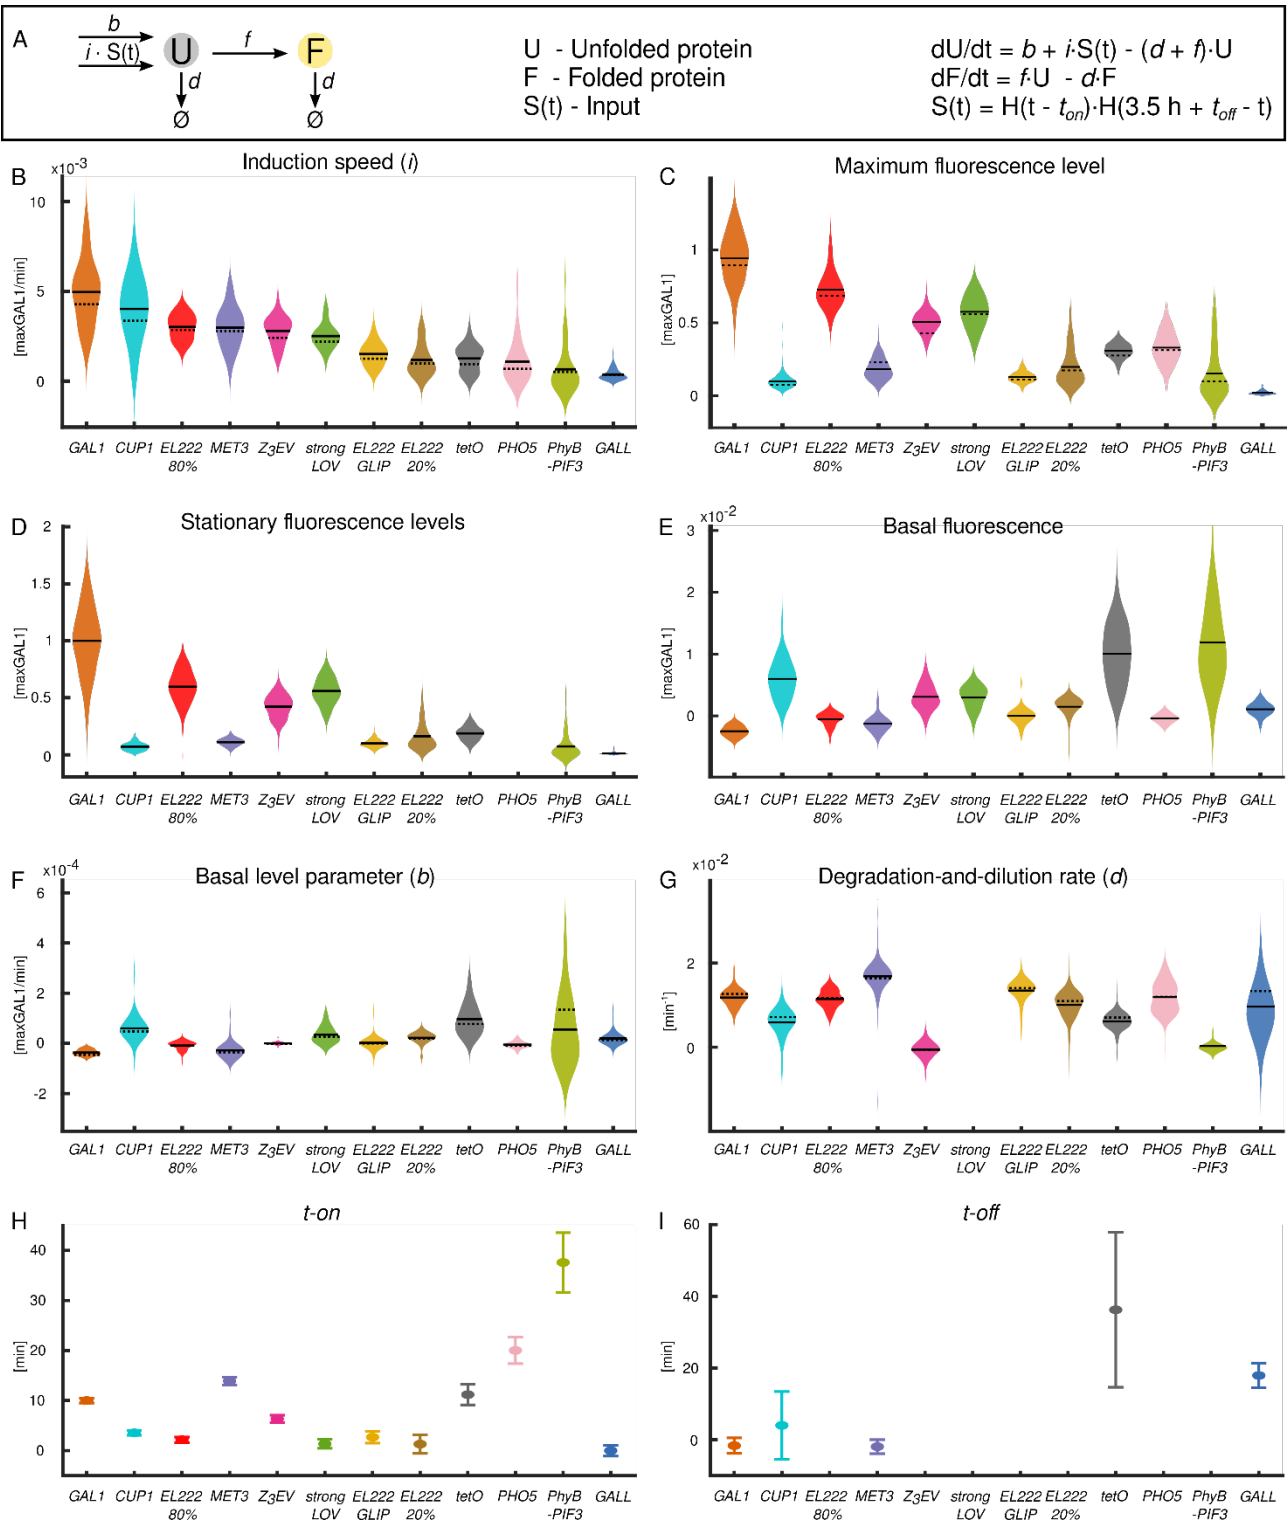 A
b
i · S(t)
U
f
F
d
d
Ø
Ø
U - Unfolded protein
F - Folded protein
S(t) - Input
dU/dt = b + i·S(t) - (d + f)·U
dF/dt = f·U - d·F
S(t) = H(t - t_on)·H(3.5 h + t_off - t)
B
x10⁻³
Induction speed (i)
[maxGAL1/min]
10
5
0
GAL1 CUP1 EL222 MET3 Z₃EV strong EL222 EL222 tetO PHO5 PhyB GALL
80% LOV GLIP 20% -PIF3
C
Maximum fluorescence level
[maxGAL1]
1
0.5
0
GAL1 CUP1 EL222 MET3 Z₃EV strong EL222 EL222 tetO PHO5 PhyB GALL
80% LOV GLIP 20% -PIF3
D
Stationary fluorescence levels
[maxGAL1]
2
1.5
1
0.5
0
GAL1 CUP1 EL222 MET3 Z₃EV strong EL222 EL222 tetO PHO5 PhyB GALL
80% LOV GLIP 20% -PIF3
E
x10⁻²
Basal fluorescence
[maxGAL1]
3
2
1
0
GAL1 CUP1 EL222 MET3 Z₃EV strong EL222 EL222 tetO PHO5 PhyB GALL
80% LOV GLIP 20% -PIF3
F
x10⁻⁴
Basal level parameter (b)
[maxGAL1/min]
6
4
2
0
-2
GAL1 CUP1 EL222 MET3 Z₃EV strong EL222 EL222 tetO PHO5 PhyB GALL
80% LOV GLIP 20% -PIF3
G
x10⁻²
Degradation-and-dilution rate (d)
[min⁻¹]
2
0
GAL1 CUP1 EL222 MET3 Z₃EV strong EL222 EL222 tetO PHO5 PhyB GALL
80% LOV GLIP 20% -PIF3
H
t-on
[min]
40
30
20
10
0
GAL1 CUP1 EL222 MET3 Z₃EV strong EL222 EL222 tetO PHO5 PhyB GALL
80% LOV GLIP 20% -PIF3
I
t-off
[min]
60
40
20
0
GAL1 CUP1 EL222 MET3 Z₃EV strong EL222 EL222 tetO PHO5 PhyB GALL
80% LOV GLIP 20% -PIF3